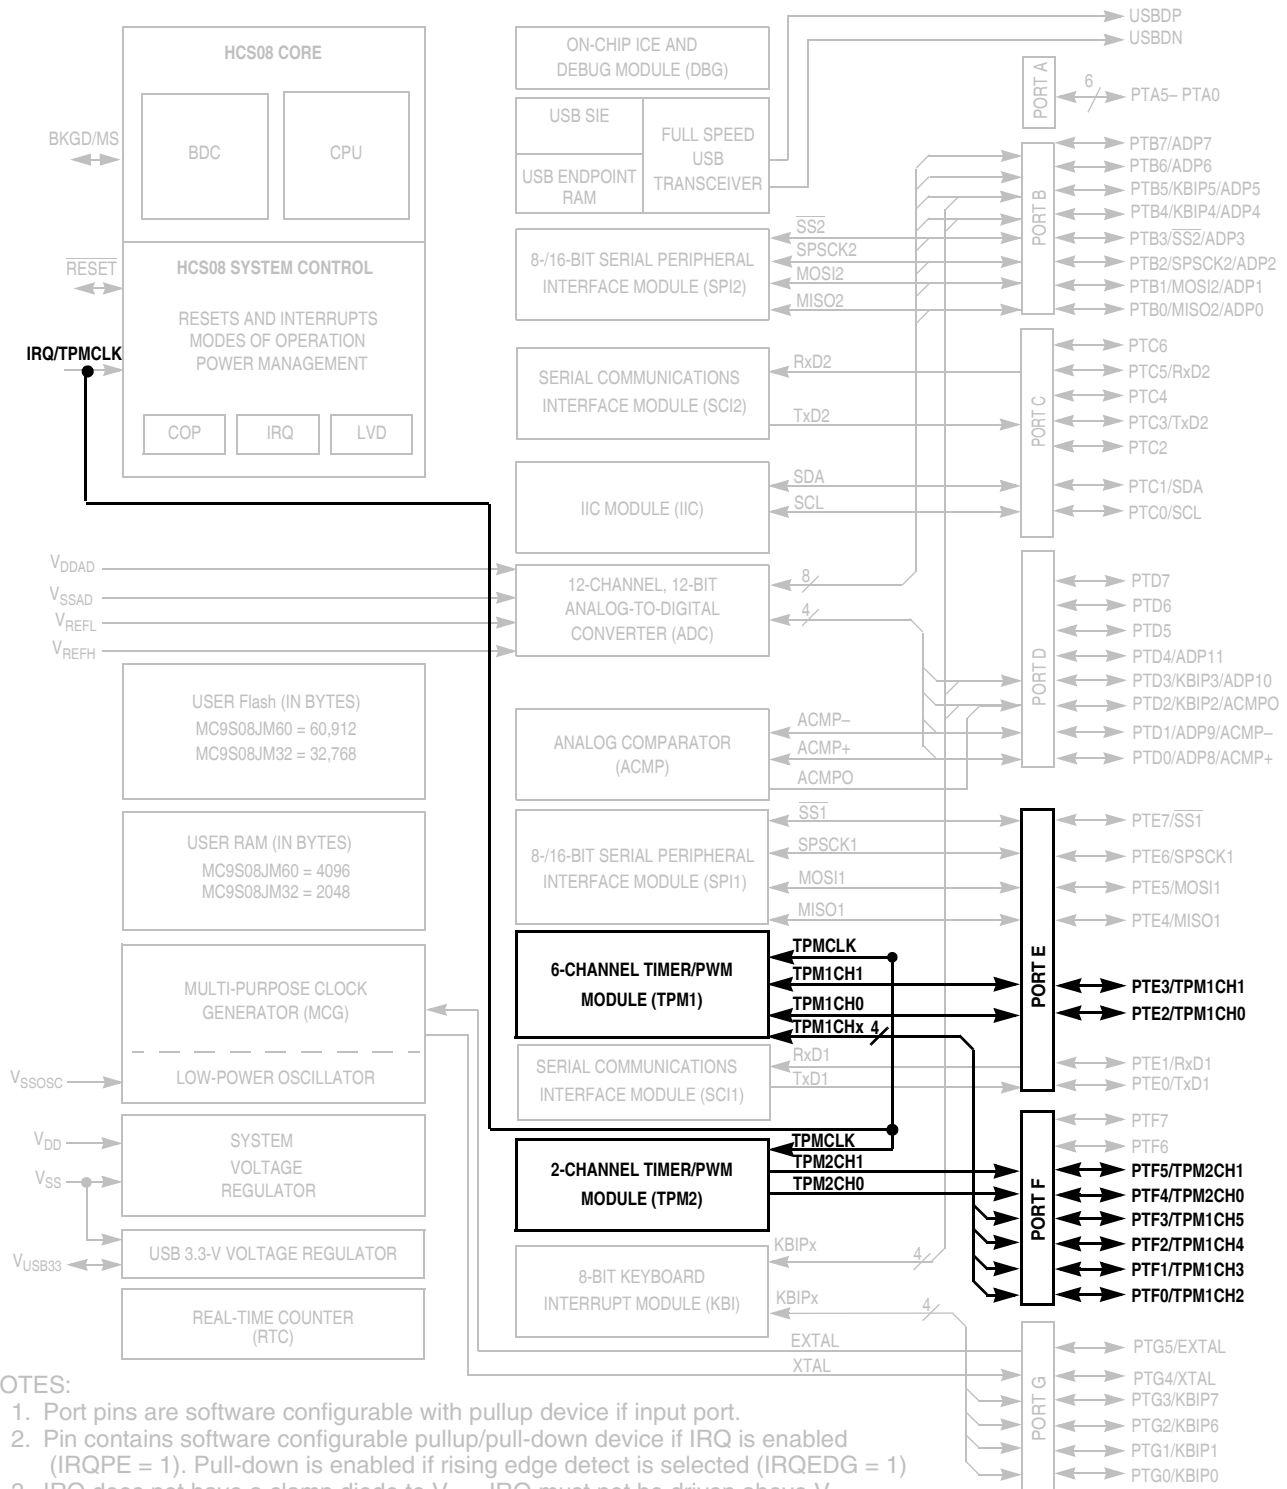 HCS08 CORE
BDC
CPU
BKGD/MS
HCS08 SYSTEM CONTROL
RESET
RESETS AND INTERRUPTS
MODES OF OPERATION
POWER MANAGEMENT
IRQ/TPMCLK
COP
IRQ
LVD
VDDAD
VSSAD
VREFL
VREFH
USER Flash (IN BYTES)
MC9S08JM60 = 60,912
MC9S08JM32 = 32,768
USER RAM (IN BYTES)
MC9S08JM60 = 4096
MC9S08JM32 = 2048
MULTI-PURPOSE CLOCK
GENERATOR (MCG)
LOW-POWER OSCILLATOR
VSSOSC
VDD
VSS
SYSTEM
VOLTAGE
REGULATOR
VUSB33
USB 3.3-V VOLTAGE REGULATOR
REAL-TIME COUNTER
(RTC)
ON-CHIP ICE AND
DEBUG MODULE (DBG)
USB SIE
USB ENDPOINT
RAM
FULL SPEED
USB
TRANSCEIVER
8-/16-BIT SERIAL PERIPHERAL
INTERFACE MODULE (SPI2)
SS2
SPSCK2
MOSI2
MISO2
SERIAL COMMUNICATIONS
INTERFACE MODULE (SCI2)
RxD2
TxD2
IIC MODULE (IIC)
SDA
SCL
12-CHANNEL, 12-BIT
ANALOG-TO-DIGITAL
CONVERTER (ADC)
8
4
ANALOG COMPARATOR
(ACMP)
ACMP–
ACMP+
ACMPO
8-/16-BIT SERIAL PERIPHERAL
INTERFACE MODULE (SPI1)
SS1
SPSCK1
MOSI1
MISO1
6-CHANNEL TIMER/PWM
MODULE (TPM1)
TPMCLK
TPM1CH1
TPM1CH0
TPM1CHx 4
SERIAL COMMUNICATIONS
INTERFACE MODULE (SCI1)
RxD1
TxD1
2-CHANNEL TIMER/PWM
MODULE (TPM2)
TPMCLK
TPM2CH1
TPM2CH0
8-BIT KEYBOARD
INTERRUPT MODULE (KBI)
KBIPx
4
KBIPx
4
EXTAL
XTAL
USBDP
USBDN
PORT A
6
PTA5– PTA0
PORT B
PTB7/ADP7
PTB6/ADP6
PTB5/KBIP5/ADP5
PTB4/KBIP4/ADP4
PTB3/SS2/ADP3
PTB2/SPSCK2/ADP2
PTB1/MOSI2/ADP1
PTB0/MISO2/ADP0
PORT C
PTC6
PTC5/RxD2
PTC4
PTC3/TxD2
PTC2
PTC1/SDA
PTC0/SCL
PORT D
PTD7
PTD6
PTD5
PTD4/ADP11
PTD3/KBIP3/ADP10
PTD2/KBIP2/ACMPO
PTD1/ADP9/ACMP–
PTD0/ADP8/ACMP+
PORT E
PTE7/SS1
PTE6/SPSCK1
PTE5/MOSI1
PTE4/MISO1
PTE3/TPM1CH1
PTE2/TPM1CH0
PTE1/RxD1
PTE0/TxD1
PORT F
PTF7
PTF6
PTF5/TPM2CH1
PTF4/TPM2CH0
PTF3/TPM1CH5
PTF2/TPM1CH4
PTF1/TPM1CH3
PTF0/TPM1CH2
PORT G
PTG5/EXTAL
PTG4/XTAL
PTG3/KBIP7
PTG2/KBIP6
PTG1/KBIP1
PTG0/KBIP0
OTES:
1. Port pins are software configurable with pullup device if input port.
2. Pin contains software configurable pullup/pull-down device if IRQ is enabled
(IRQPE = 1). Pull-down is enabled if rising edge detect is selected (IRQEDG = 1)
3. IRQ does not have a clamp diode to V IRQ must not be driven above V